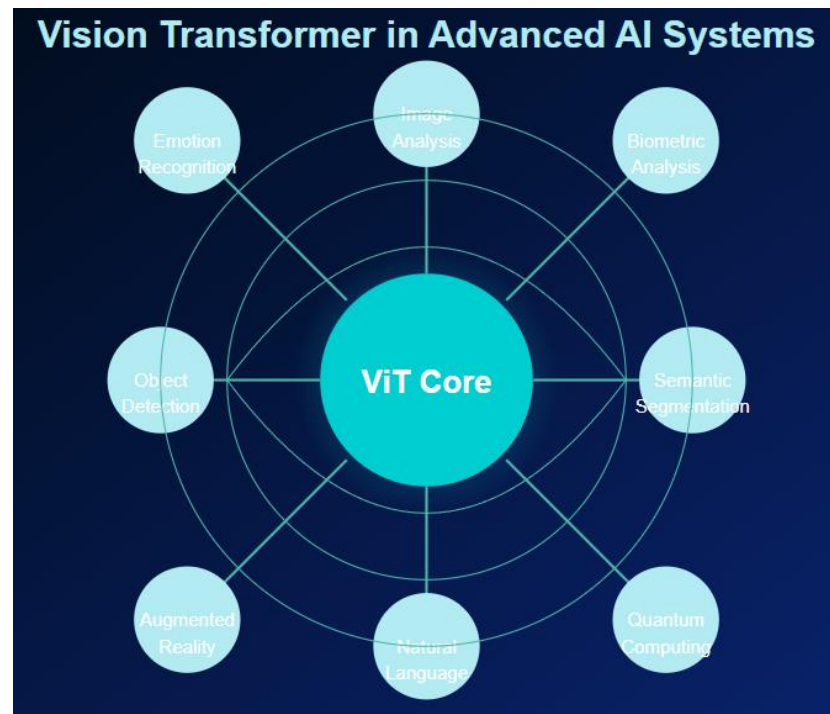 Vision Transformer in Advanced AI Systems
Image
Analysis
Emotion
Recognition
Biometric
Analysis
Object
Detection
ViT Core
Semantic
Segmentation
Augmented
Reality
Natural
Language
Quantum
Computing